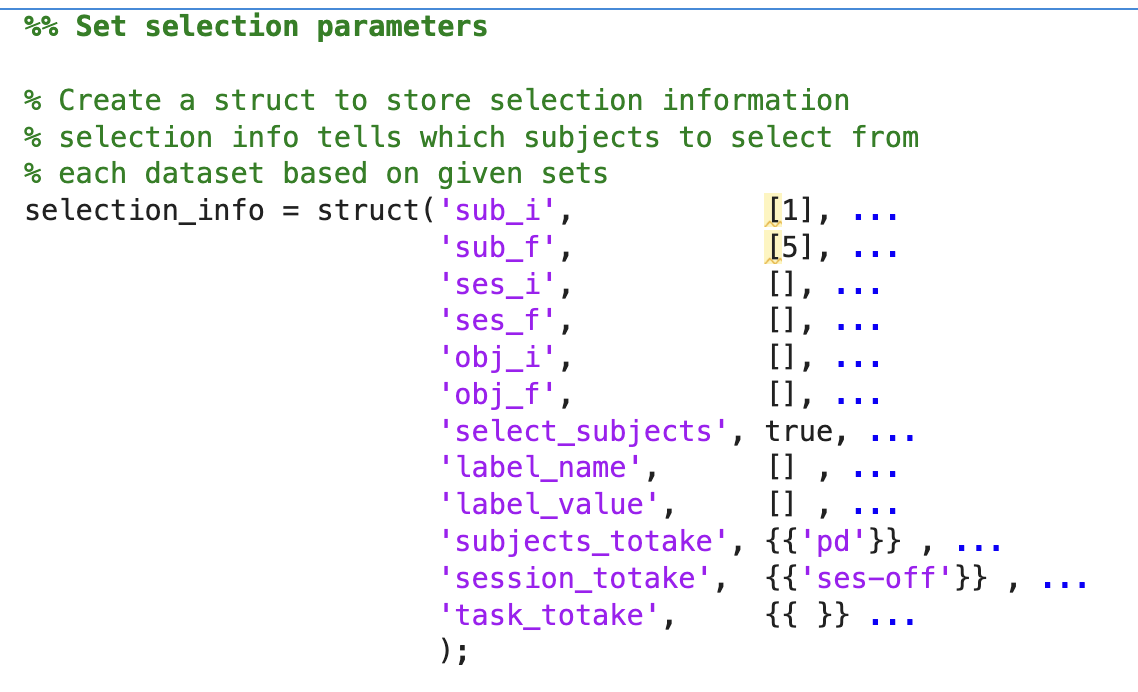 %% Set selection parameters
% Create a struct to store selection information
% selection info tells which subjects to select from
% each dataset based on given sets
selection_info = struct('sub_i',           [1], ...
                        'sub_f',           [5], ...
                        'ses_i',           [], ...
                        'ses_f',           [], ...
                        'obj_i',           [], ...
                        'obj_f',           [], ...
                        'select_subjects', true, ...
                        'label_name',      [] , ...
                        'label_value',     [] , ...
                        'subjects_totake', {{'pd'}} , ...
                        'session_totake',  {{'ses-off'}} , ...
                        'task_totake',     {{ }} ...
                        );